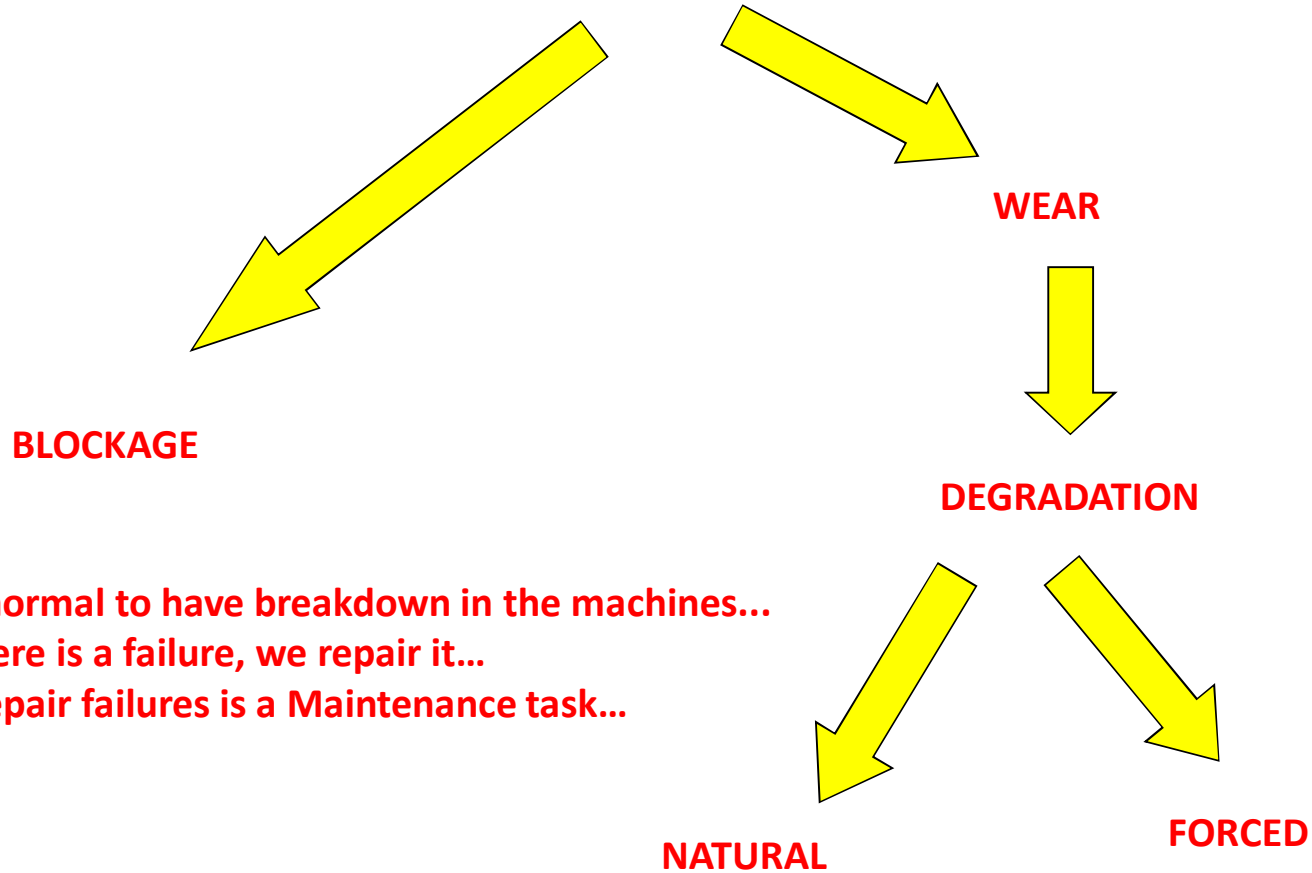 WEAR
BLOCKAGE
DEGRADATION
normal to have breakdown in the machines...
ere is a failure, we repair it…
epair failures is a Maintenance task…
FORCED
NATURAL